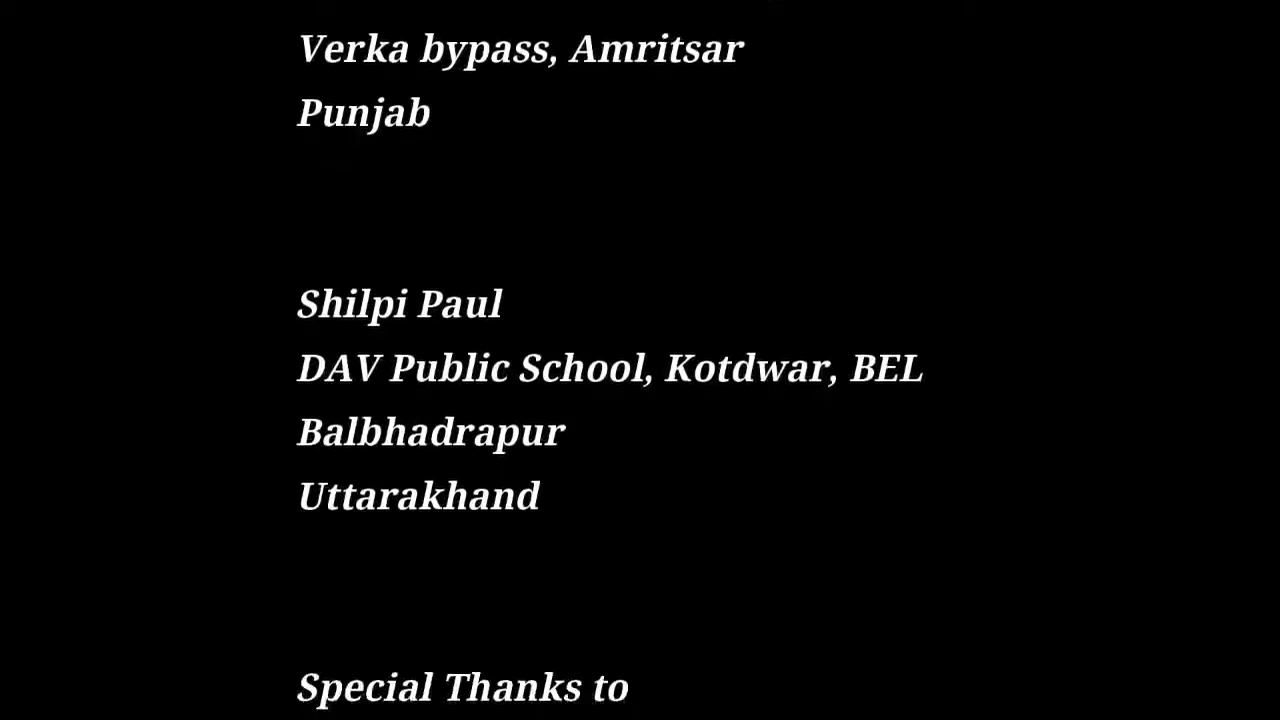 Verka bypass, Amritsar
Punjab
Shilpi Paul
DAV Public School, Kotdwar, BEL
Balbhadrapur
Uttarakhand
Special Thanks to